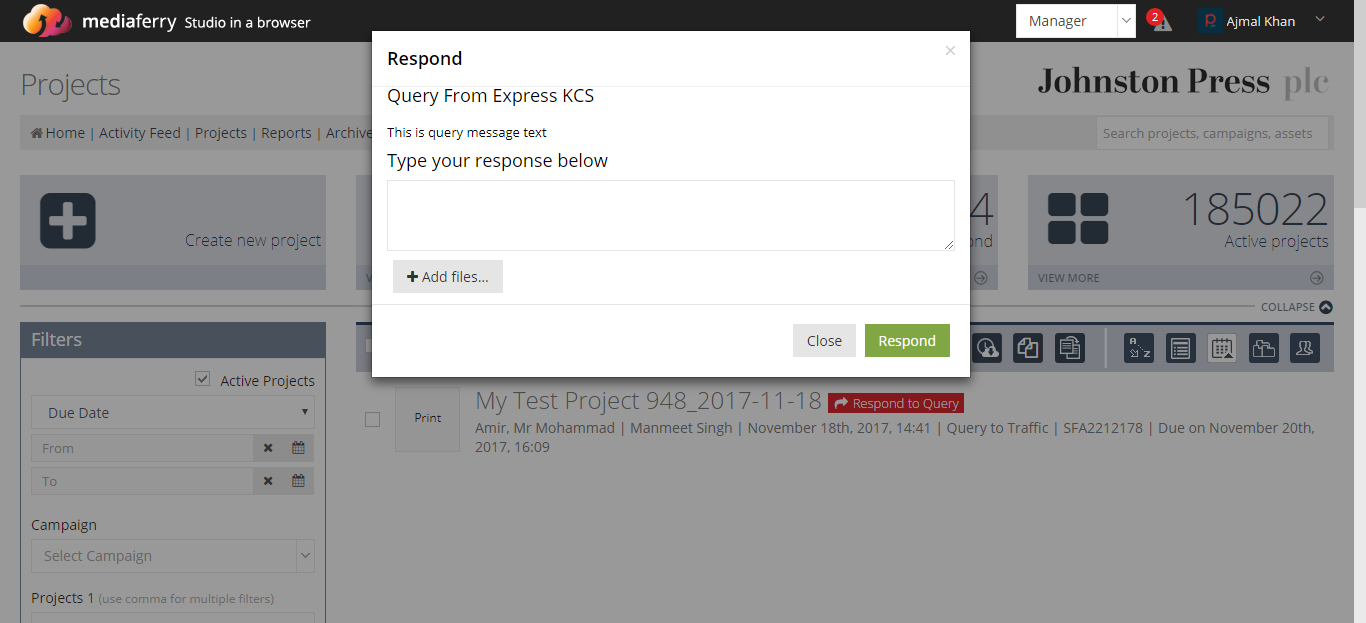 mediaferry Studio in a browser
Manager
2
Ajmal Khan
Projects
Johnston Press plc
Home | Activity Feed | Projects | Reports | Archive
Search projects, campaigns, assets
Respond
×
Query From Express KCS
This is query message text
Type your response below
Add files...
Close
Respond
Create new project
4
185022
Active projects
VIEW MORE
COLLAPSE
Filters
Active Projects
Due Date
From
To
Campaign
Select Campaign
Projects 1 (use comma for multiple filters)
A
Z
Print
My Test Project 948_2017-11-18 Respond to Query
Amir, Mr Mohammad | Manmeet Singh | November 18th, 2017, 14:41 | Query to Traffic | SFA2212178 | Due on November 20th,
2017, 16:09